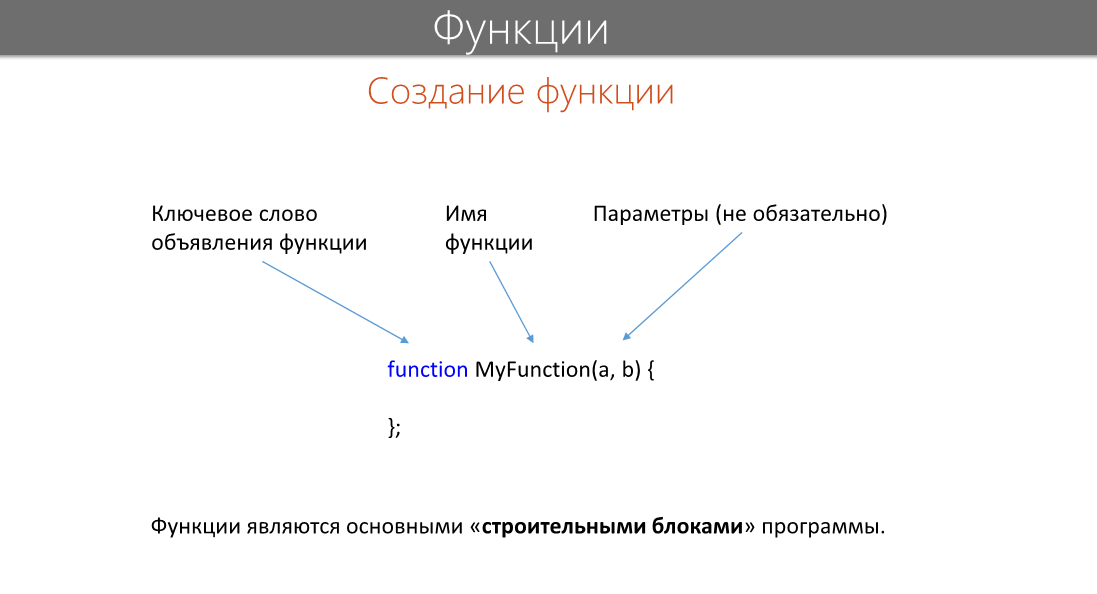 Функции
Создание функции
Ключевое слово
объявления функции
Имя
функции
Параметры (не обязательно)
function MyFunction(a, b) {
};
Функции являются основными «строительными блоками» программы.